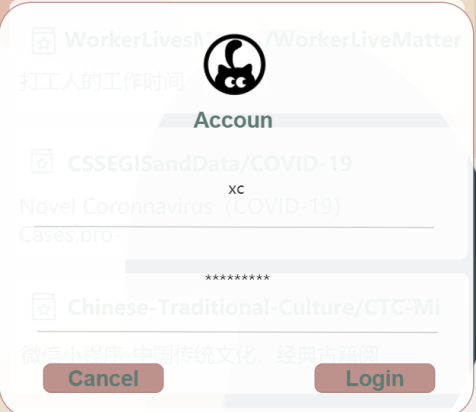 WorkerLivesM /WorkerLiveMatter
打工人的工作时间
Accoun
CSSEGISandData/COVID-19
xc
Novel Coronnavirus（COVID-19）
Cases.pro-
*********
Chinese-Traditional-Culture/CTC-Mi
微信小程序-中国传统文化、经典古籍阅
Cancel Login